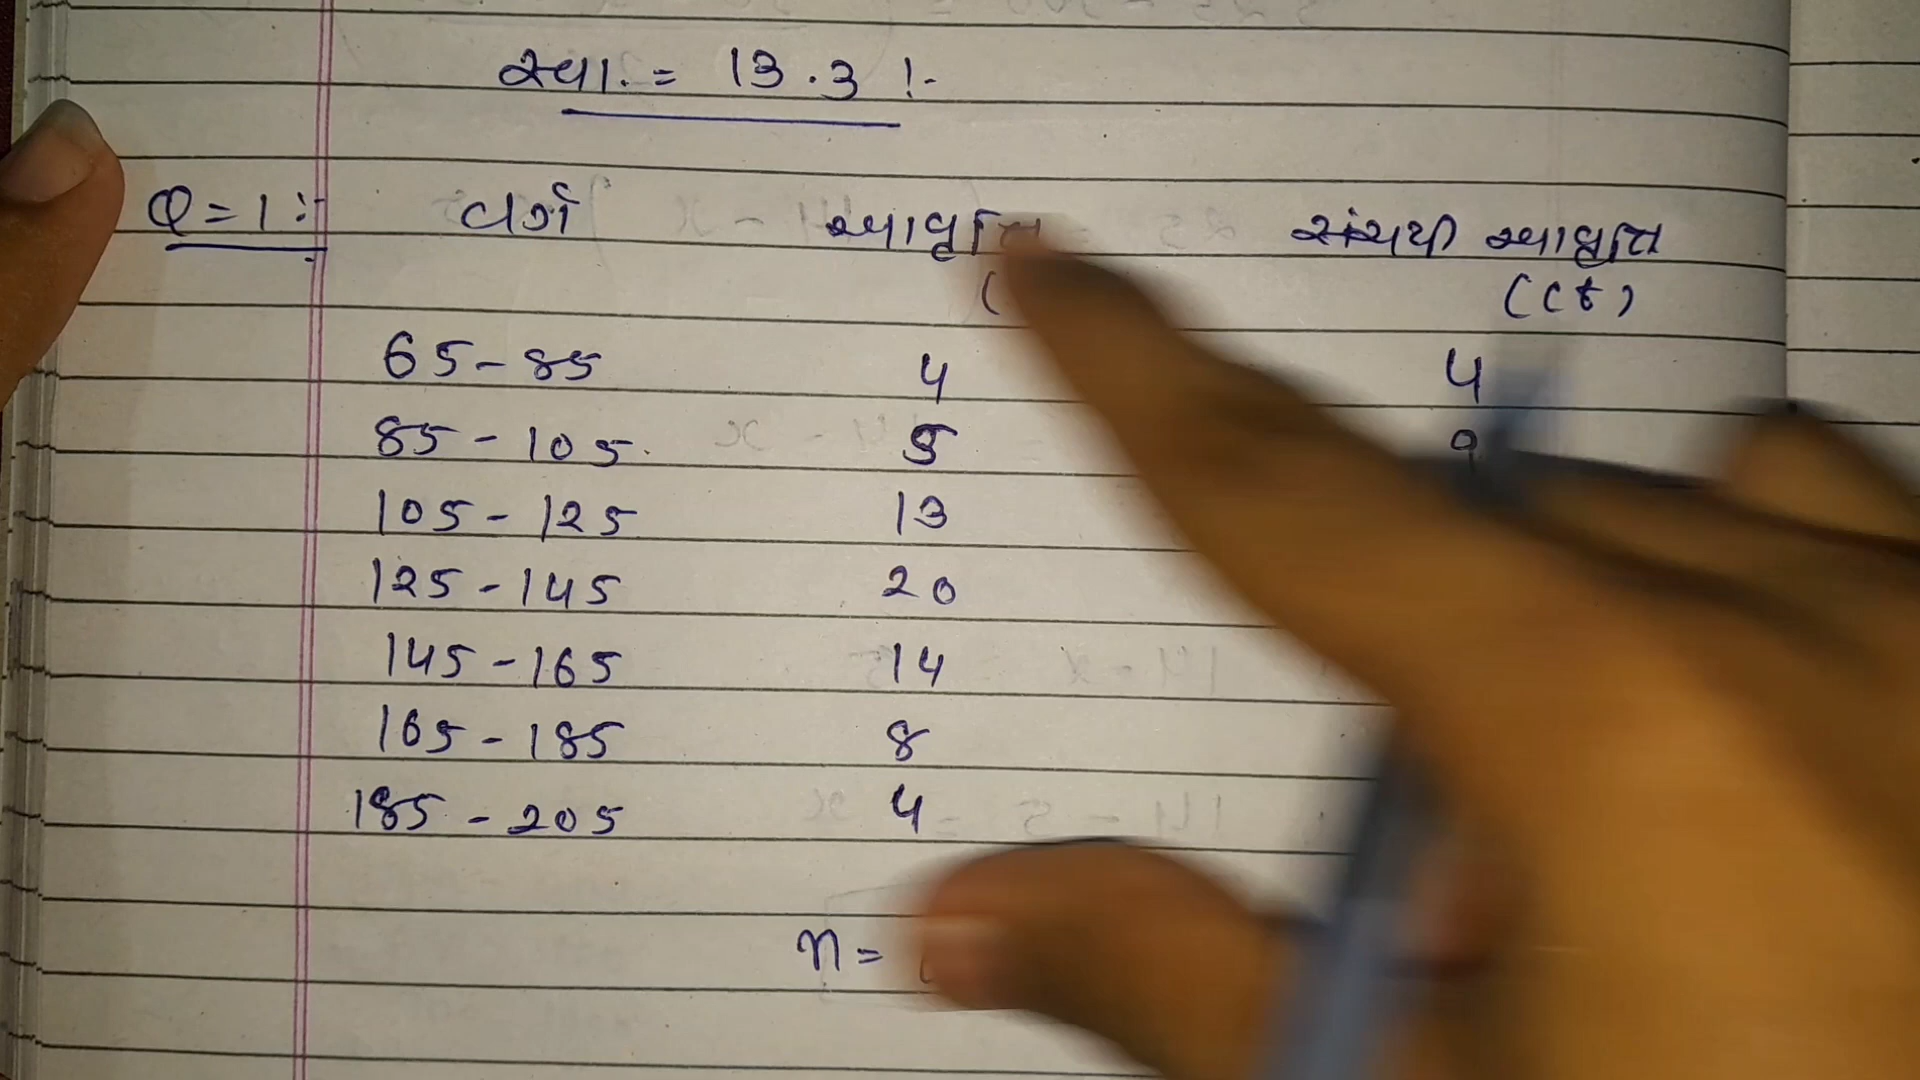 સ્વા. = 13.3 !-
Q = 1 :- વર્ગ આવૃત્તિ સંચયી આવૃત્તિ
( (cf)
65 - 85 4 4
85 - 105 5 9
105 - 125 13
125 - 145 20
145 - 165 14
165 - 185 8
185 - 205 4
n =